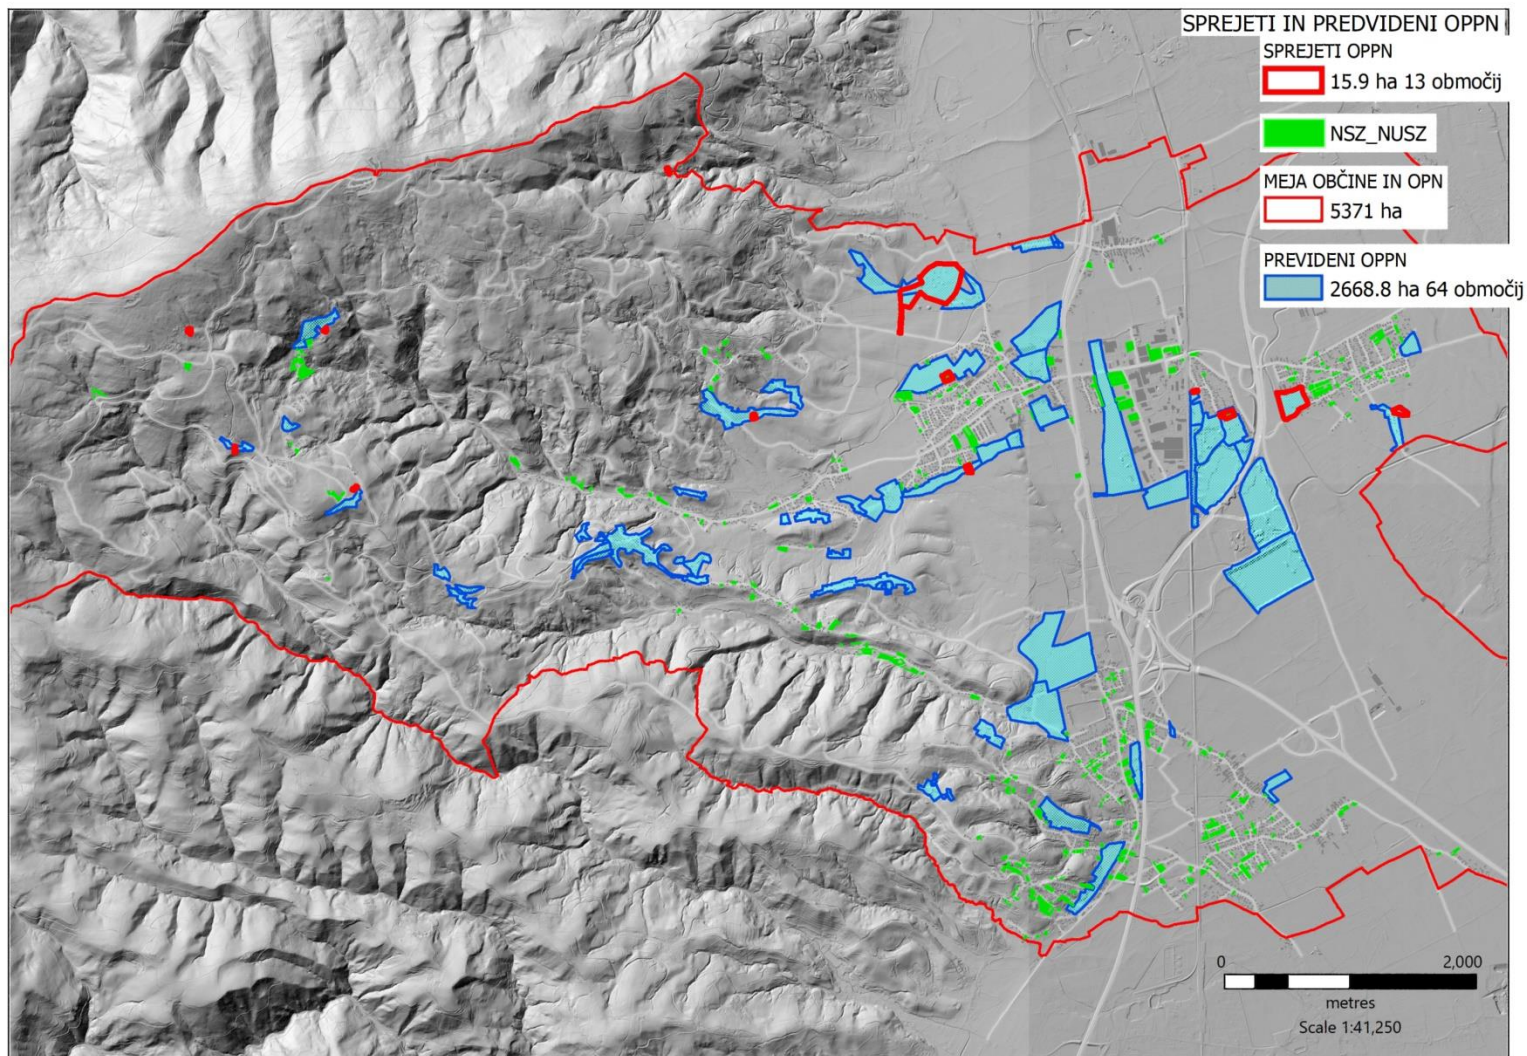 SPREJETI IN PREDVIDENI OPPN
SPREJETI OPPN
15.9 ha 13 območij
NSZ_NUSZ
MEJA OBČINE IN OPN
5371 ha
PREVIDENI OPPN
2668.8 ha 64 območij
0 2,000
metres
Scale 1:41,250